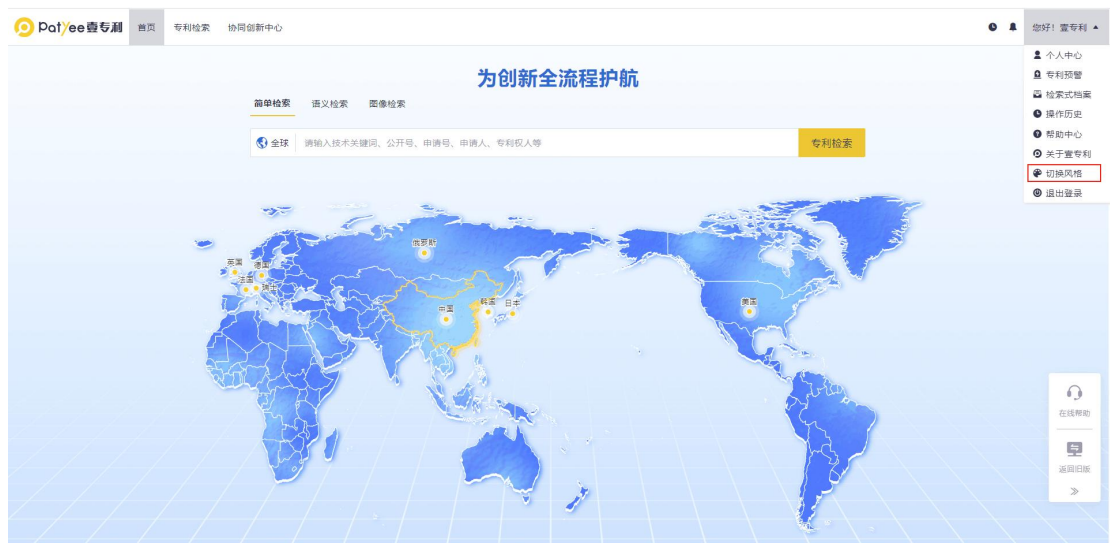 Patyee壹专利 首页 专利检索 协同创新中心 您好！壹专利
个人中心
专利预警
检索式档案
操作历史
帮助中心
关于壹专利
切换风格
退出登录
为创新全流程护航
简单检索 语义检索 图像检索
全球 请输入技术关键词、公开号、申请号、申请人、专利权人等 专利检索
俄罗斯
英国
德国
法国
瑞士
中国
韩国
日本
美国
在线帮助
返回旧版